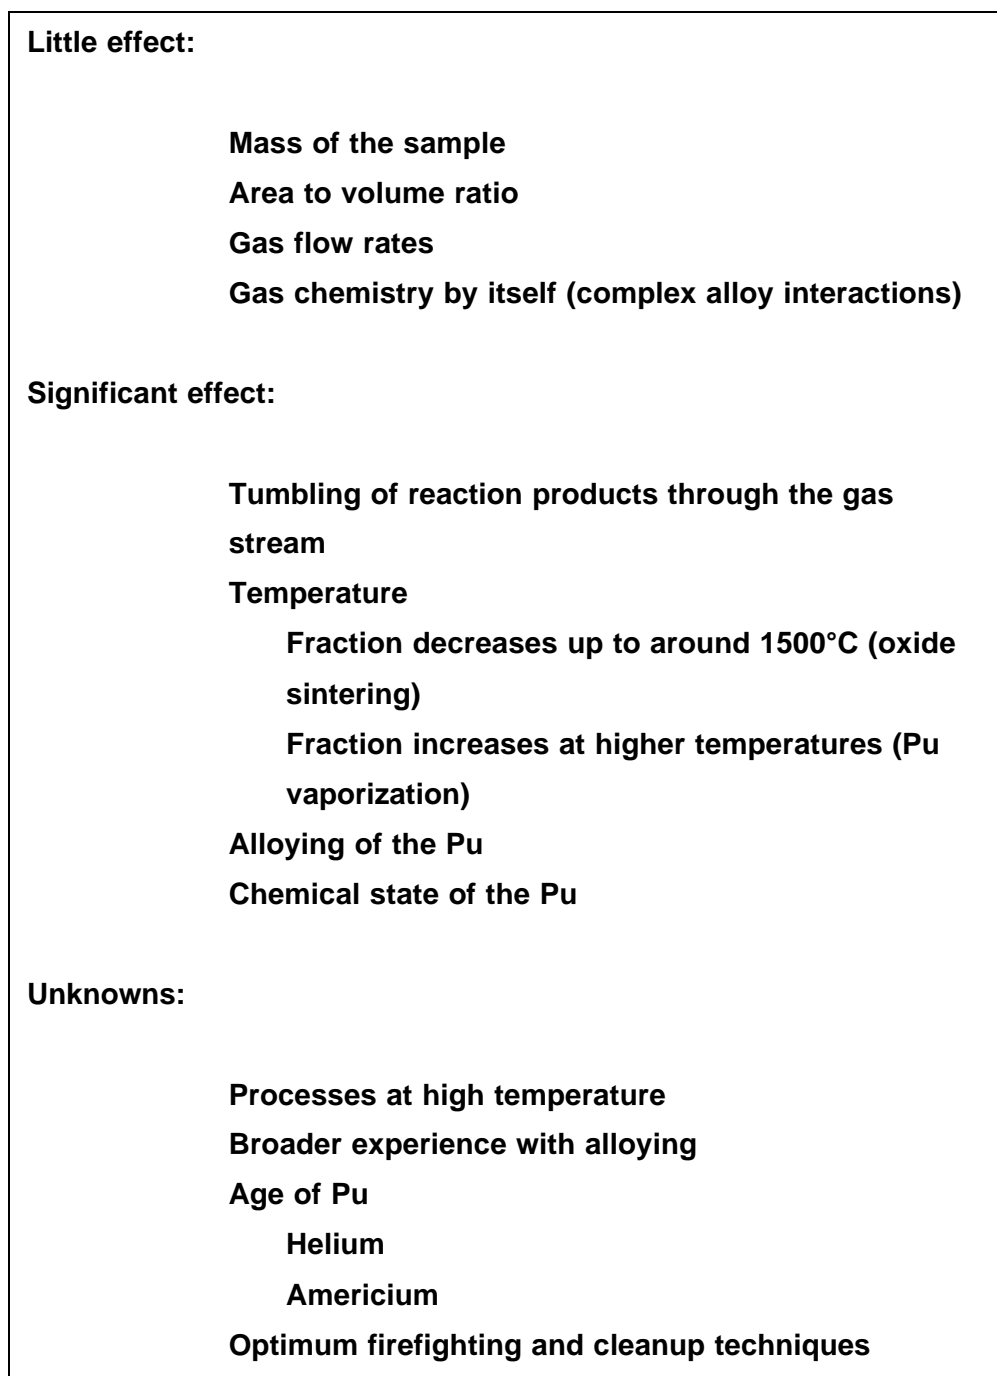 Little effect:
Mass of the sample
Area to volume ratio
Gas flow rates
Gas chemistry by itself (complex alloy interactions)
Significant effect:
Tumbling of reaction products through the gas
stream
Temperature
Fraction decreases up to around 1500°C (oxide
sintering)
Fraction increases at higher temperatures (Pu
vaporization)
Alloying of the Pu
Chemical state of the Pu
Unknowns:
Processes at high temperature
Broader experience with alloying
Age of Pu
Helium
Americium
Optimum firefighting and cleanup techniques